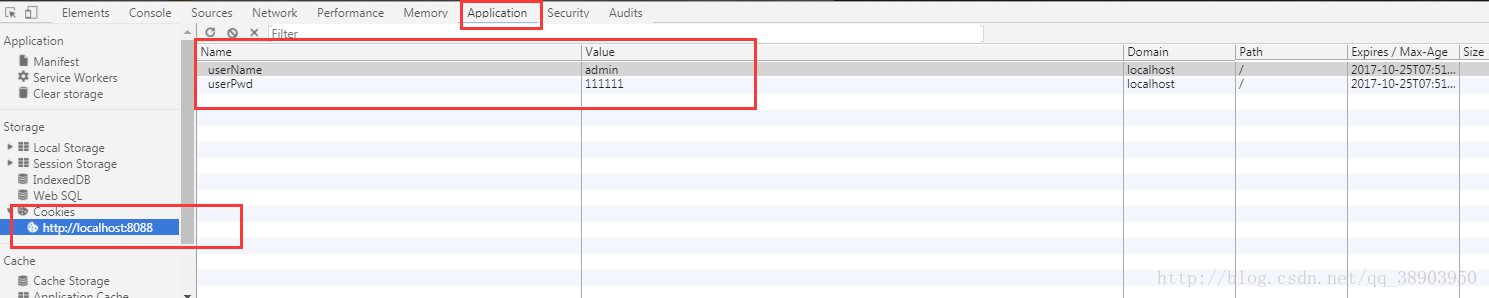 Elements Console Sources Network Performance Memory Application Security Audits
Application
Manifest
Service Workers
Clear storage
Storage
Local Storage
Session Storage
IndexedDB
Web SQL
Cookies
http://localhost:8088
Cache
Cache Storage
Application Cache
Filter
Name Value Domain Path Expires / Max-Age Size
userName admin localhost / 2017-10-25T07:51...
userPwd 111111 localhost / 2017-10-25T07:51...
http://blog.csdn.net/qq_38903950